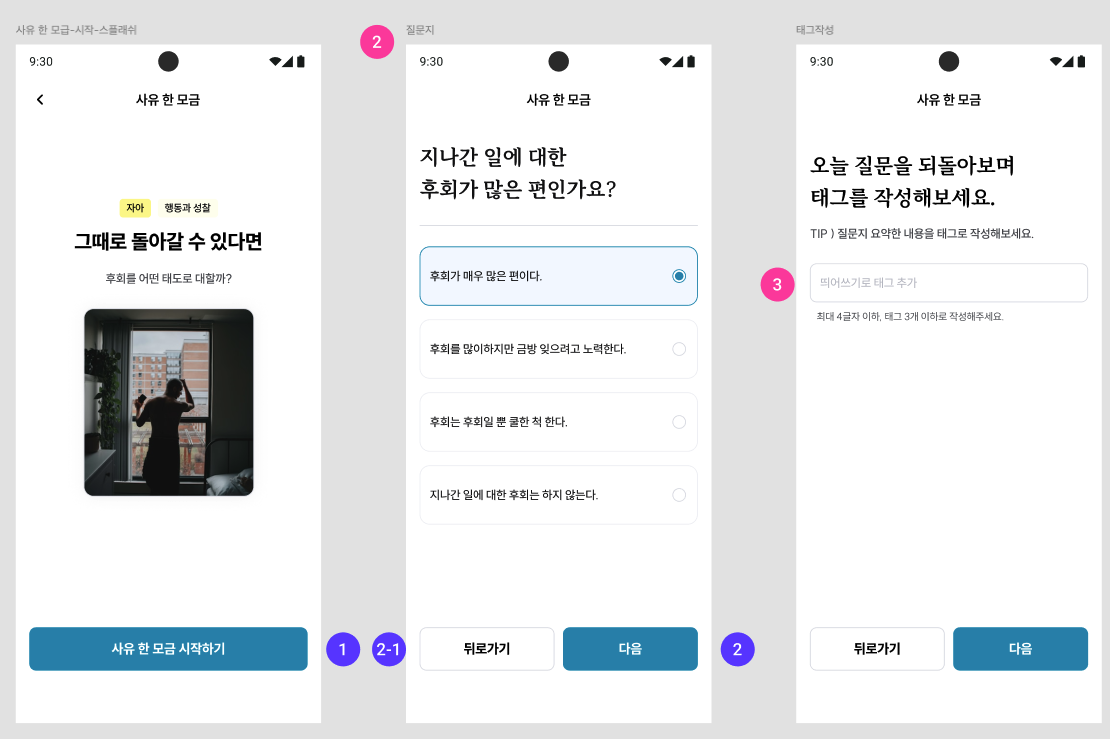 사유 한 모금-시작-스플래쉬
9:30
사유 한 모금
자아 행동과 성찰
그때로 돌아갈 수 있다면
후회를 어떤 태도로 대할까?
사유 한 모금 시작하기
1
2
질문지
9:30
사유 한 모금
지나간 일에 대한
후회가 많은 편인가요?
후회가 매우 많은 편이다.
후회를 많이하지만 금방 잊으려고 노력한다.
후회는 후회일 뿐 쿨한 척 한다.
지나간 일에 대한 후회는 하지 않는다.
2-1
뒤로가기
다음
2
태그작성
9:30
사유 한 모금
오늘 질문을 되돌아보며
태그를 작성해보세요.
TIP ) 질문지 요약한 내용을 태그로 작성해보세요.
3
띄어쓰기로 태그 추가
최대 4글자 이하, 태그 3개 이하로 작성해주세요.
뒤로가기
다음